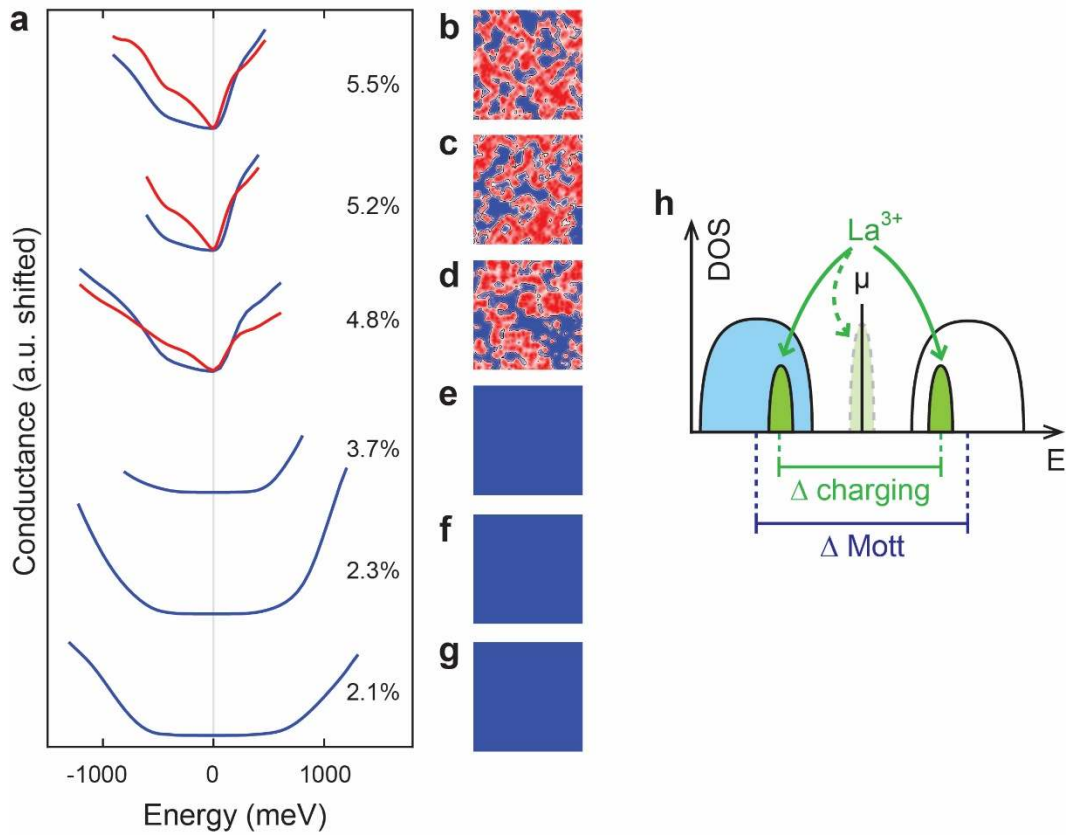 a
5.5%
5.2%
4.8%
3.7%
2.3%
2.1%
Conductance (a.u. shifted)
-1000
0
1000
Energy (meV)
b
c
d
e
f
g
h
DOS
La³⁺
μ
E
Δ charging
Δ Mott